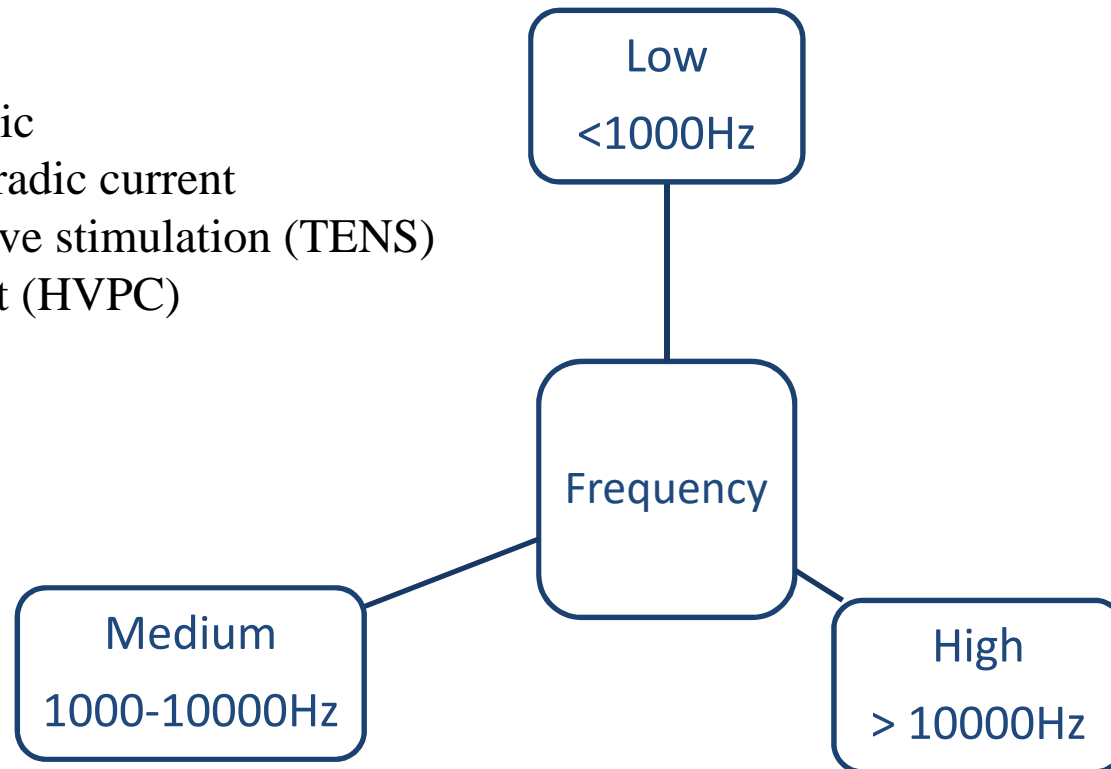 Low
<1000Hz
ic
radic current
ve stimulation (TENS)
t (HVPC)
Frequency
Medium
1000-10000Hz
High
> 10000Hz